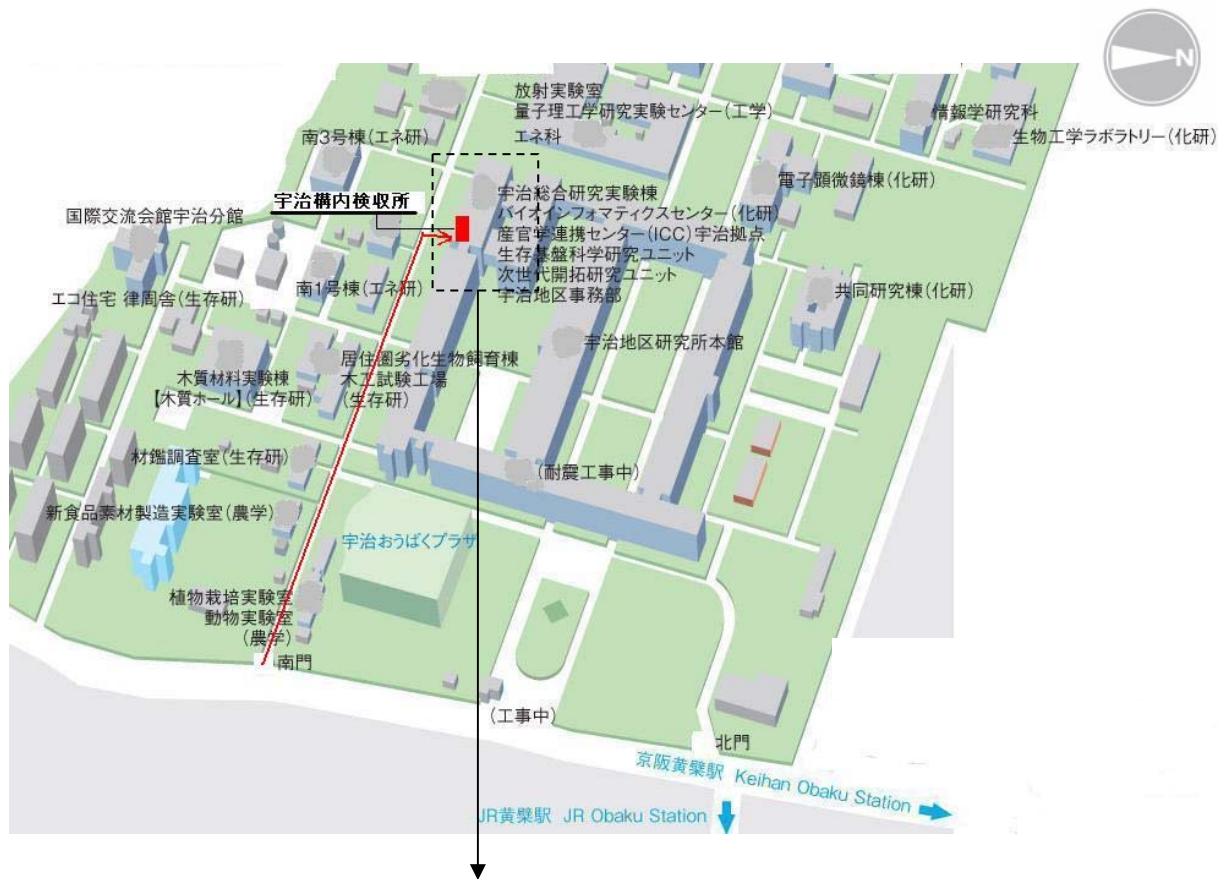 N
放射実験室
量子理工学研究実験センター(工学)
エネ科
情報学研究科
生物工学ラボラトリー(化研)
南3号棟(エネ研)
電子顕微鏡棟(化研)
宇治構内検収所
宇治総合研究実験棟
バイオインフォマティクスセンター(化研)
産官学連携センター(ICC)宇治拠点
生存基盤科学研究ユニット
次世代開拓研究ユニット
宇治地区事務部
国際交流会館宇治分館
南1号棟(エネ研)
エコ住宅 律周舎(生存研)
共同研究棟(化研)
宇治地区研究所本館
居住圏劣化生物飼育棟
木工試験工場
(生存研)
木質材料実験棟
【木質ホール】(生存研)
材鑑調査室(生存研)
(耐震工事中)
新食品素材製造実験室(農学)
宇治おうばくプラザ
植物栽培実験室
動物実験室
(農学)
南門
(工事中)
北門
京阪黄檗駅 Keihan Obaku Station
JR黄檗駅 JR Obaku Station